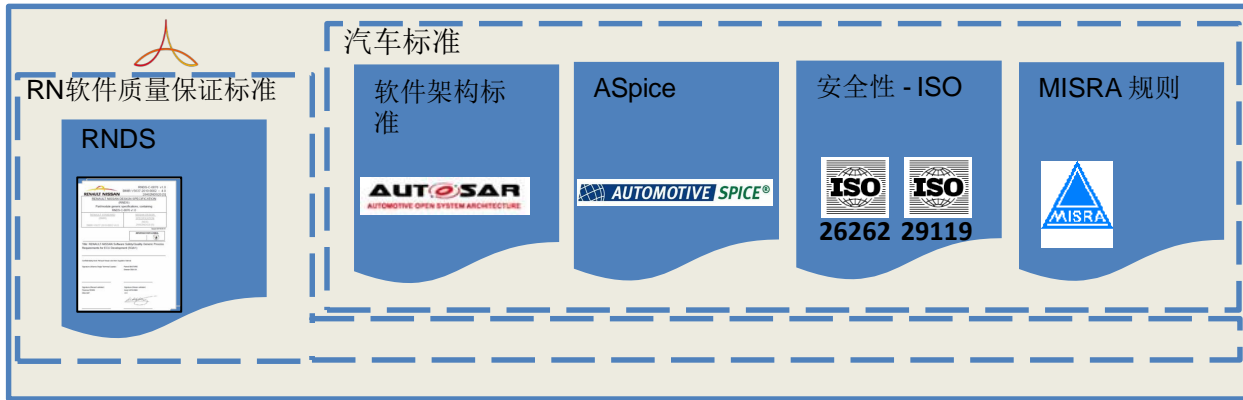 RN软件质量保证标准
RNDS
RENAULT NISSAN
汽车标准
软件架构标
准
AUTOSAR
AUTOMOTIVE OPEN SYSTEM ARCHITECTURE
ASpice
AUTOMOTIVE SPICE®
安全性 - ISO
ISO ISO
26262 29119
MISRA 规则
MISRA